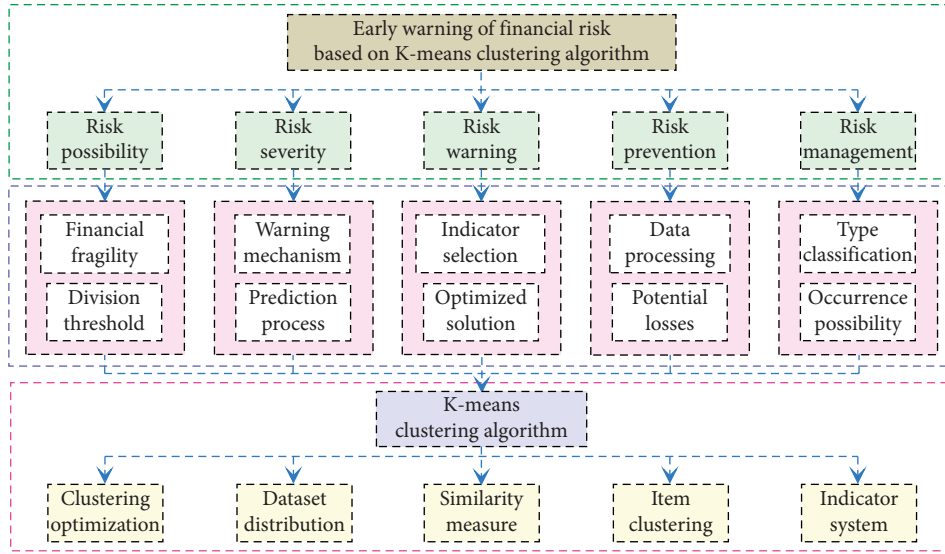 Early warning of financial risk
based on K-means clustering algorithm
Risk
possibility
Risk
severity
Risk
warning
Risk
prevention
Risk
management
Financial
fragility
Division
threshold
Warning
mechanism
Prediction
process
Indicator
selection
Optimized
solution
Data
processing
Potential
losses
Type
classification
Occurrence
possibility
K-means
clustering algorithm
Clustering
optimization
Dataset
distribution
Similarity
measure
Item
clustering
Indicator
system